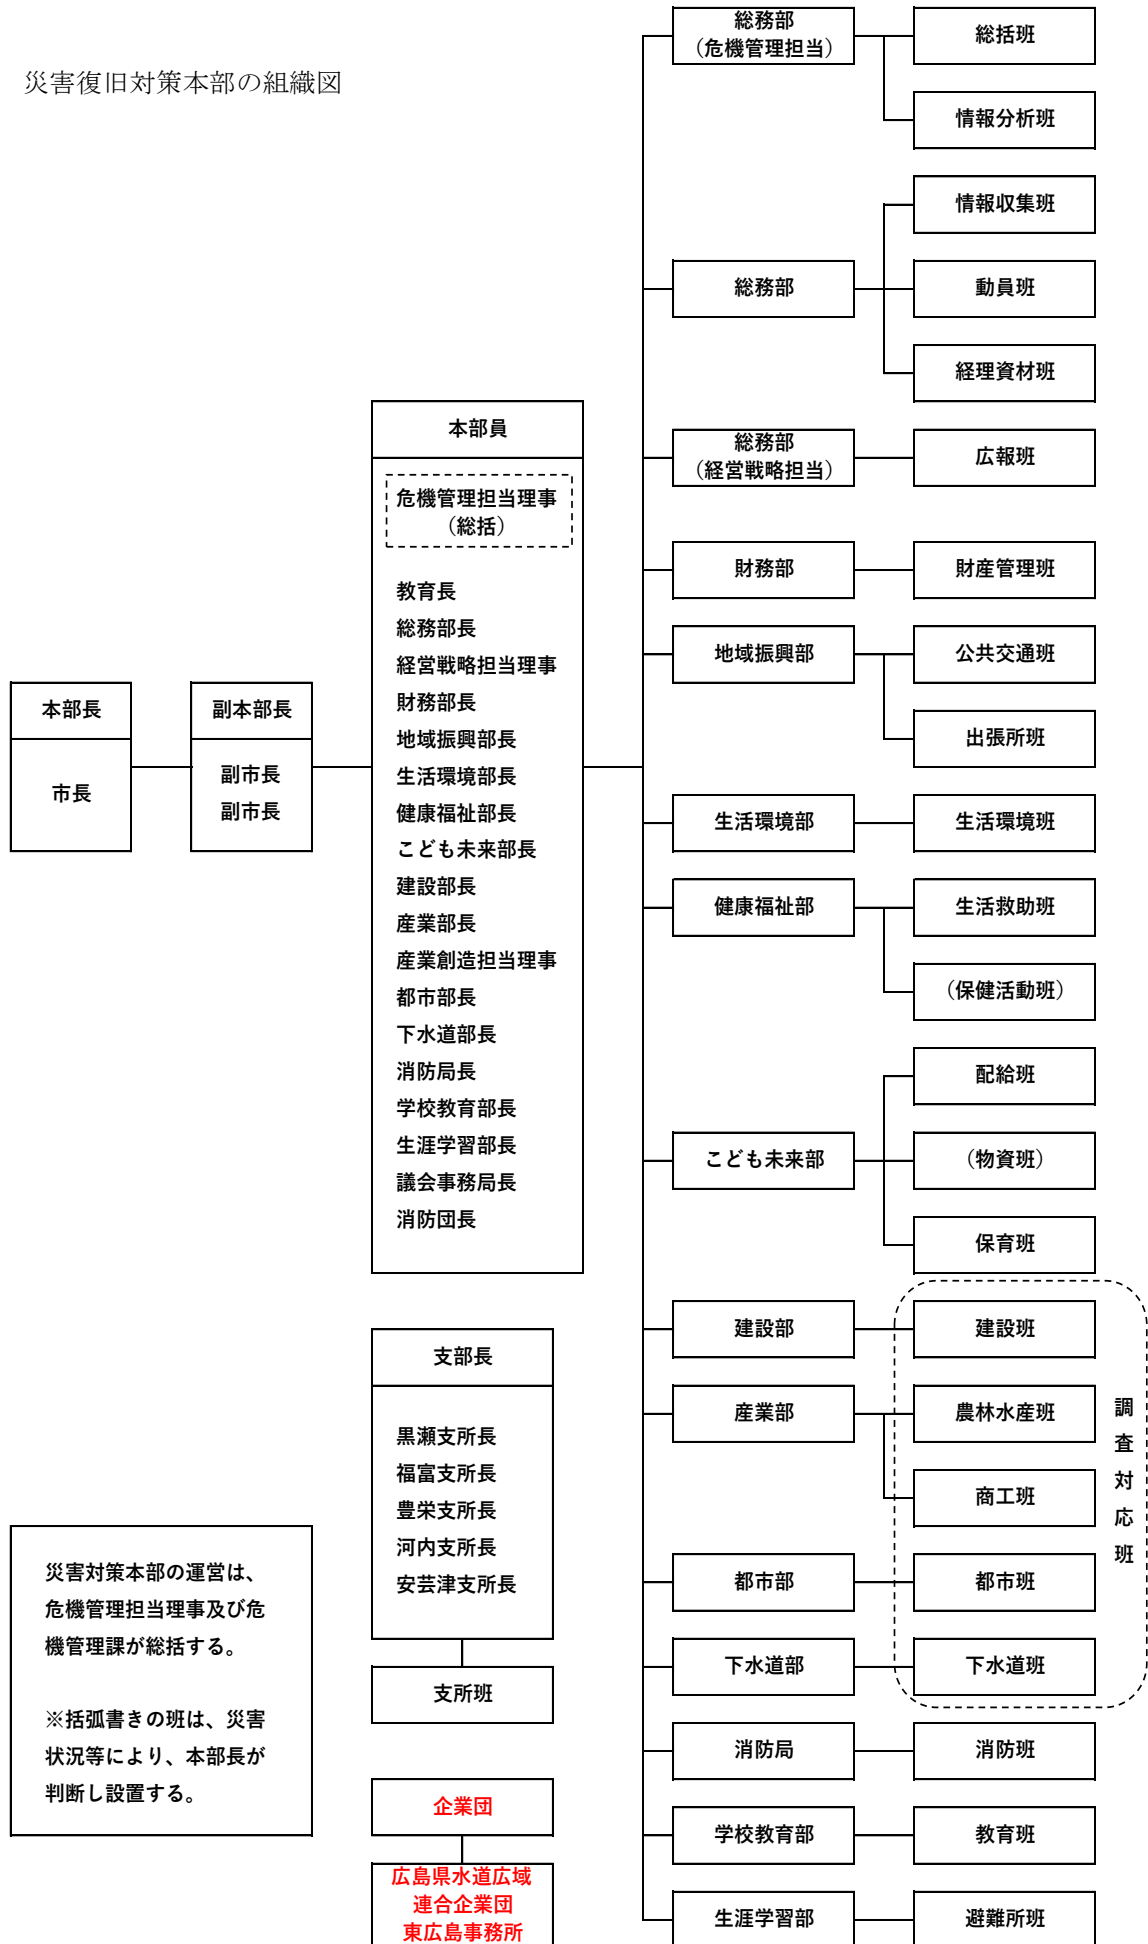 災害復旧対策本部の組織図
本部長
市長
副本部長
副市長
副市長
本部員
危機管理担当理事
（総括）
教育長
総務部長
経営戦略担当理事
財務部長
地域振興部長
生活環境部長
健康福祉部長
こども未来部長
建設部長
産業部長
産業創造担当理事
都市部長
下水道部長
消防局長
学校教育部長
生涯学習部長
議会事務局長
消防団長
支部長
黒瀬支所長
福富支所長
豊栄支所長
河内支所長
安芸津支所長
支所班
企業団
広島県水道広域
連合企業団
東広島事務所
災害対策本部の運営は、
危機管理担当理事及び危
機管理課が総括する。
※括弧書きの班は、災害
状況等により、本部長が
判断し設置する。
総務部
（危機管理担当）
総括班
情報分析班
総務部
情報収集班
動員班
経理資材班
総務部
（経営戦略担当）
広報班
財務部
財産管理班
地域振興部
公共交通班
出張所班
生活環境部
生活環境班
健康福祉部
生活救助班
（保健活動班）
こども未来部
配給班
（物資班）
保育班
建設部
建設班
産業部
農林水産班
商工班
都市部
都市班
下水道部
下水道班
調査対応班
消防局
消防班
学校教育部
教育班
生涯学習部
避難所班